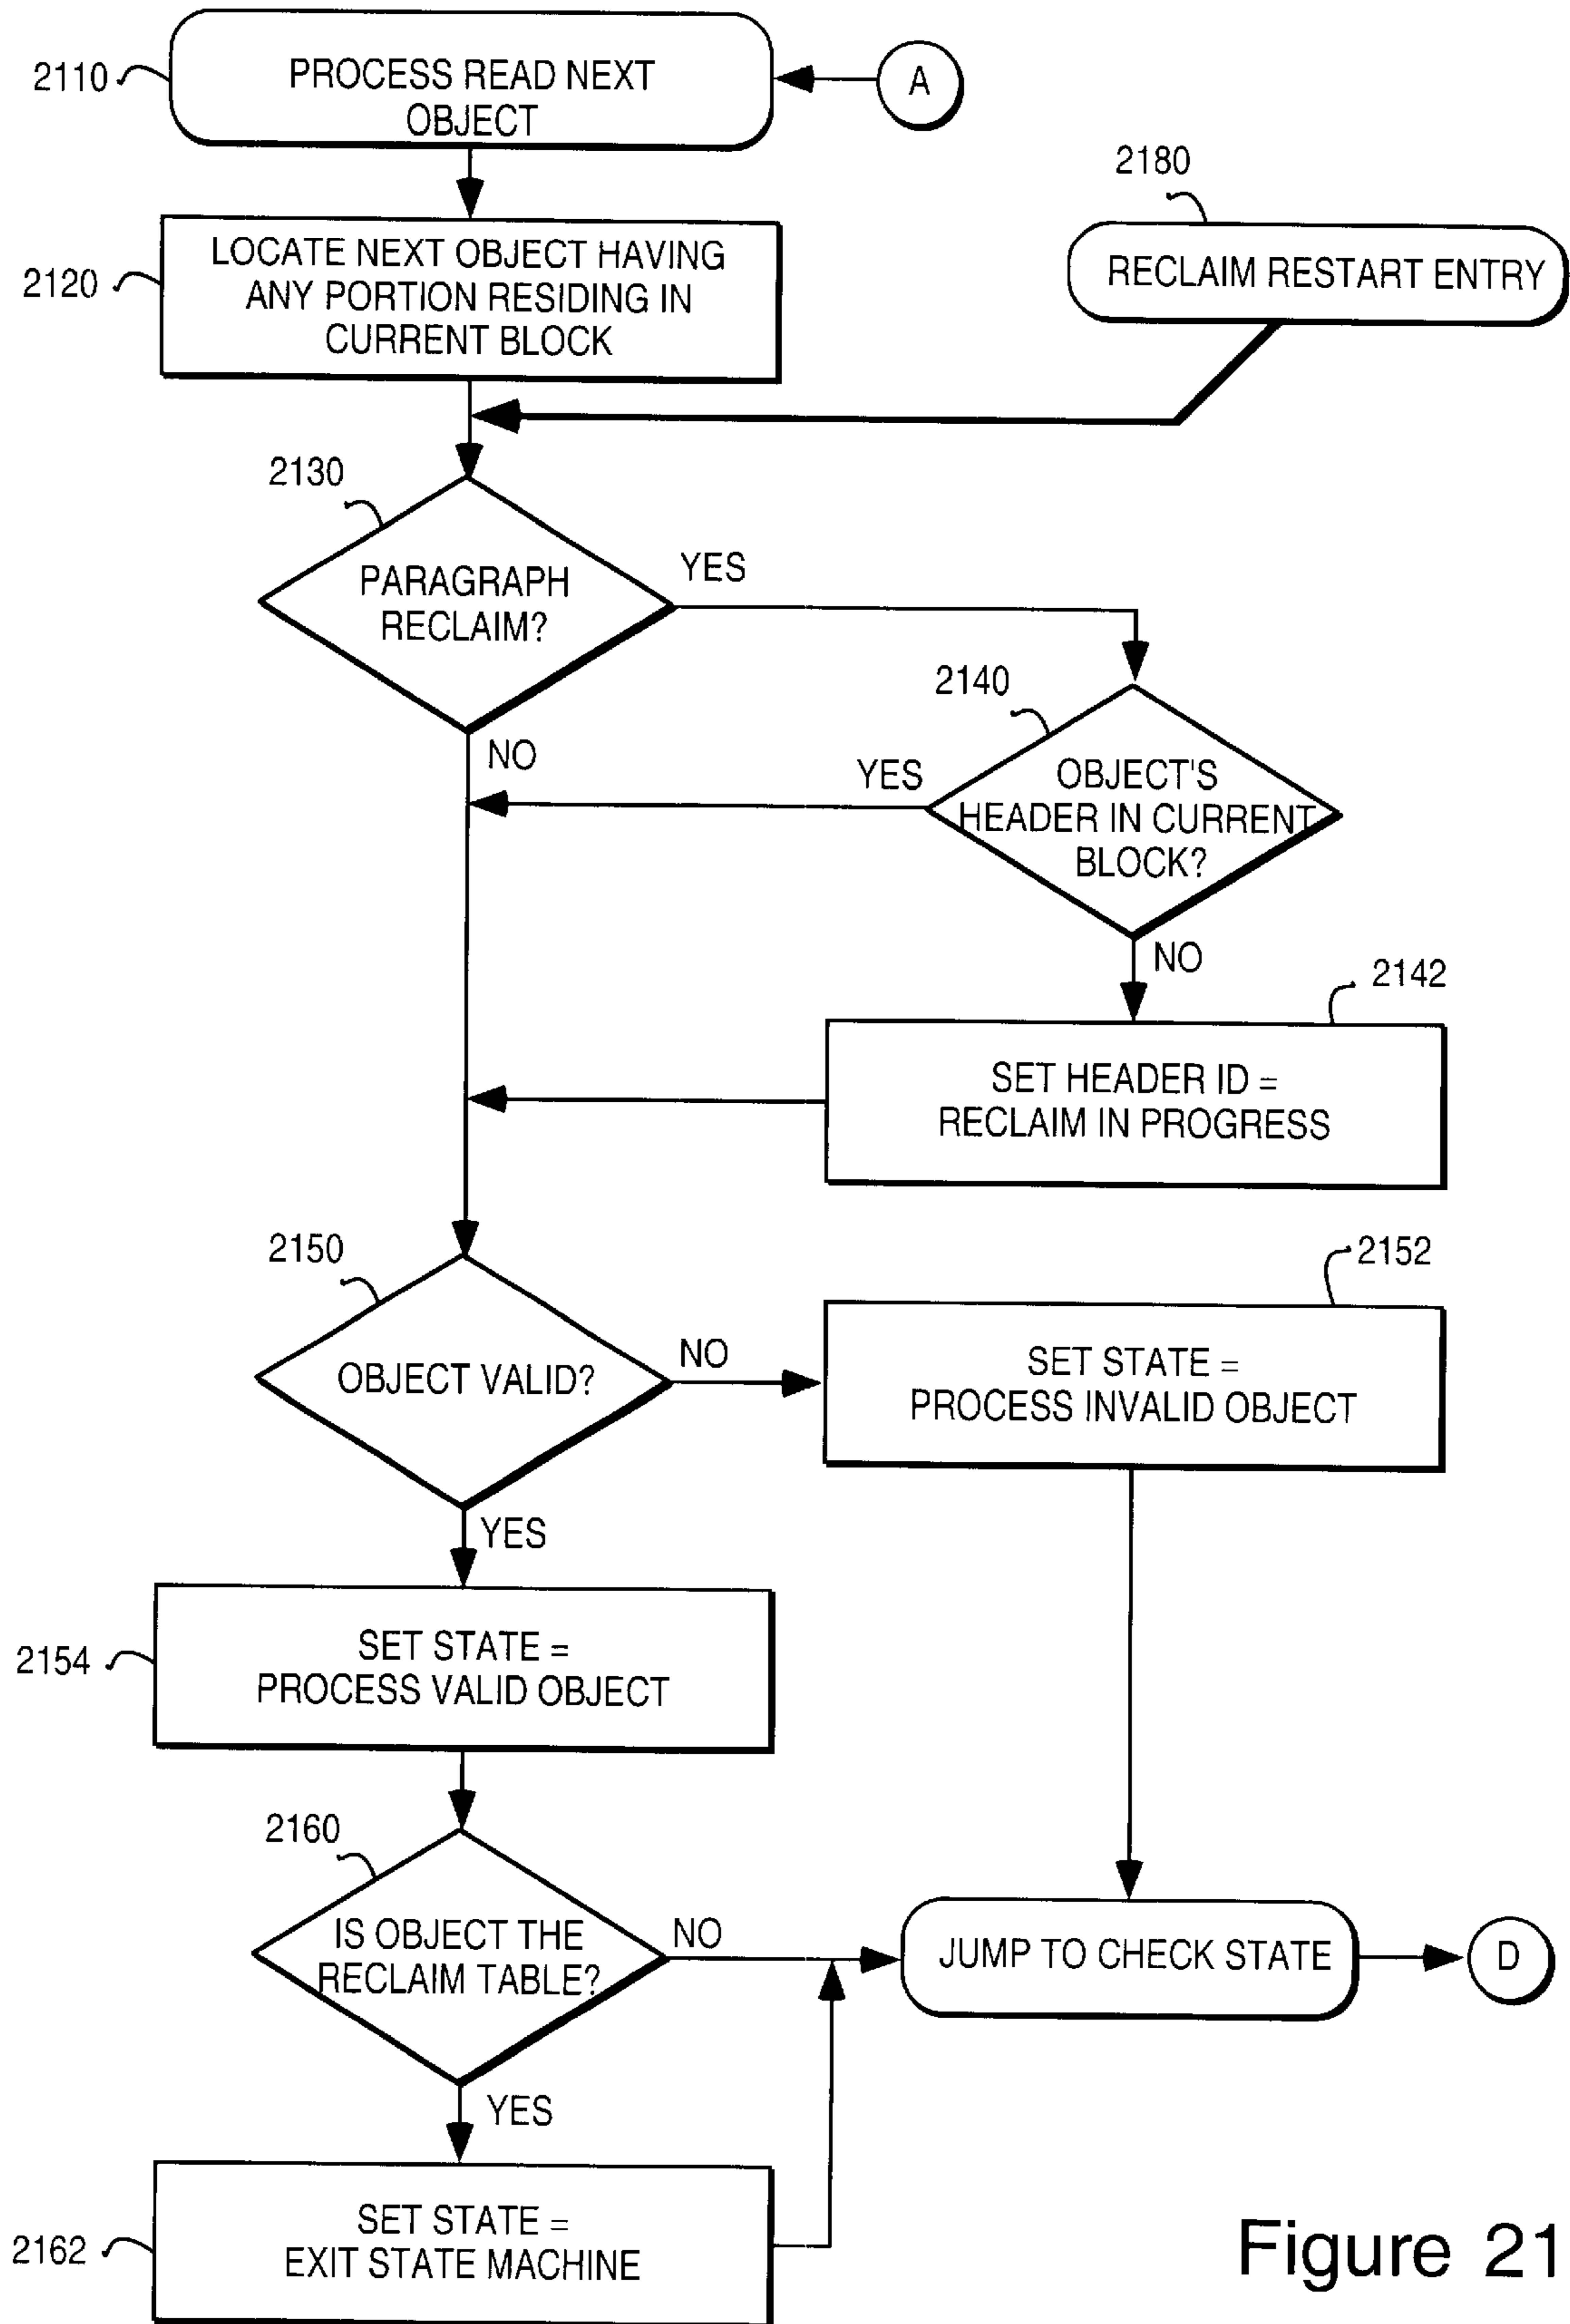 2110
PROCESS READ NEXT
OBJECT
A
2180
RECLAIM RESTART ENTRY
2120
LOCATE NEXT OBJECT HAVING
ANY PORTION RESIDING IN
CURRENT BLOCK
2130
PARAGRAPH
RECLAIM?
YES
NO
2140
OBJECT'S
HEADER IN CURRENT
BLOCK?
YES
NO
2142
SET HEADER ID =
RECLAIM IN PROGRESS
2150
OBJECT VALID?
NO
YES
2152
SET STATE =
PROCESS INVALID OBJECT
2154
SET STATE =
PROCESS VALID OBJECT
2160
IS OBJECT THE
RECLAIM TABLE?
NO
YES
JUMP TO CHECK STATE
D
2162
SET STATE =
EXIT STATE MACHINE
Figure 21